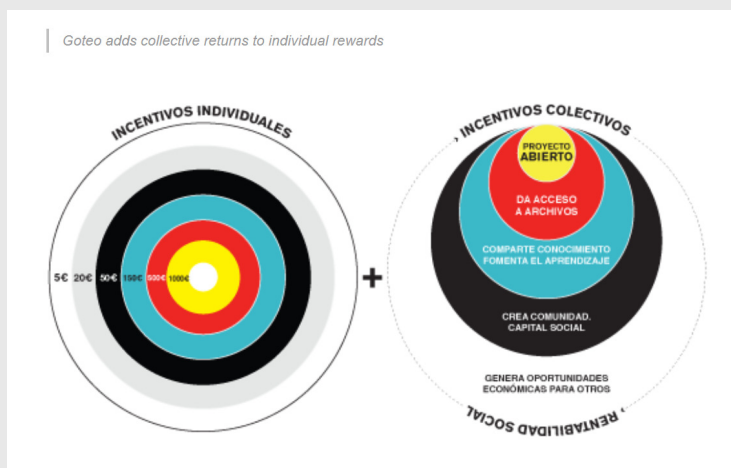 Goteo adds collective returns to individual rewards
INCENTIVOS INDIVIDUALES
5€ 20€ 50€ 150€ 500€ 1000€
+
› INCENTIVOS COLECTIVOS
PROYECTO
ABIERTO
DA ACCESO
A ARCHIVOS
COMPARTE CONOCIMIENTO
FOMENTA EL APRENDIZAJE
CREA COMUNIDAD.
CAPITAL SOCIAL
GENERA OPORTUNIDADES
ECONÓMICAS PARA OTROS
› RENTABILIDAD SOCIAL